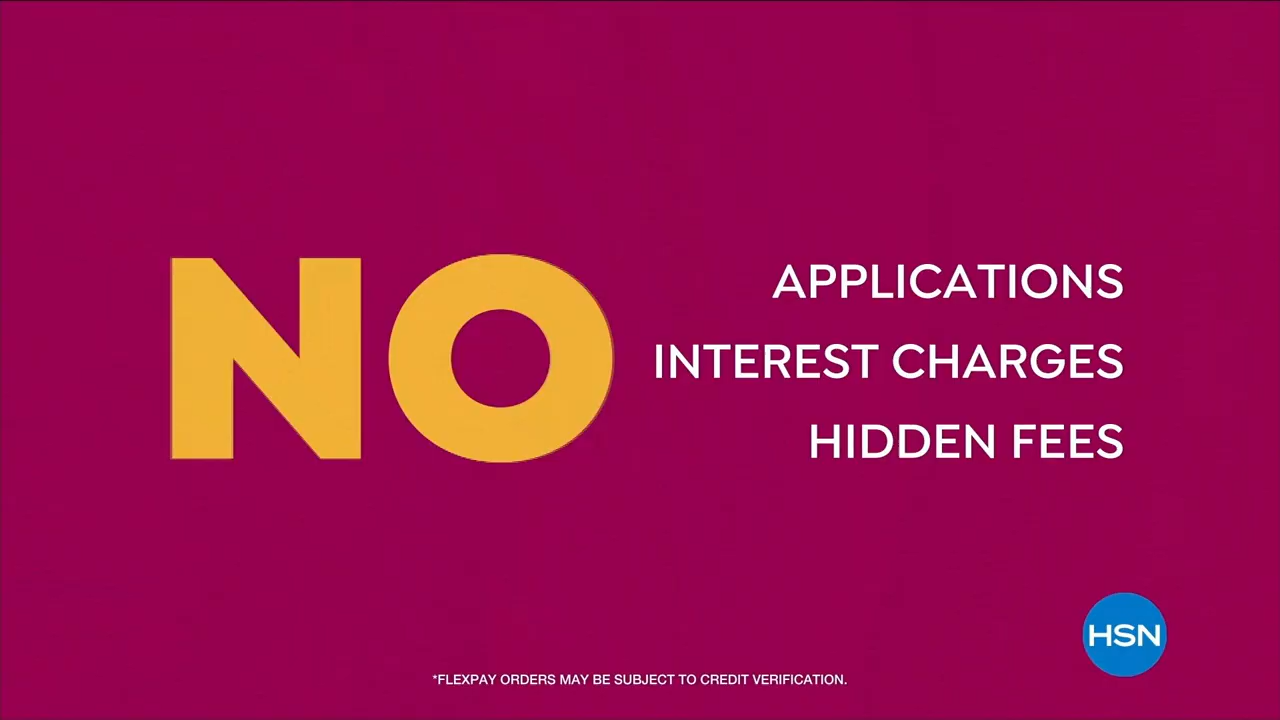 NO
APPLICATIONS
INTEREST CHARGES
HIDDEN FEES
HSN
*FLEXPAY ORDERS MAY BE SUBJECT TO CREDIT VERIFICATION.